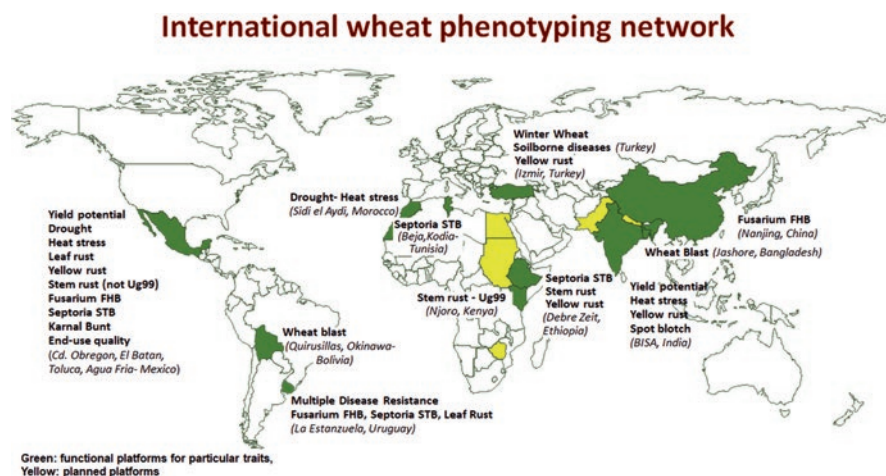 International wheat phenotyping network
Winter Wheat
Soilborne diseases (Turkey)
Yellow rust
(Izmir, Turkey)
Drought- Heat stress
(Sidi el Aydi, Morocco)
Septoria STB
(Beja,Kodia-
Tunisia)
Yield potential
Drought
Heat stress
Leaf rust
Yellow rust
Stem rust (not Ug99)
Fusarium FHB
Septoria STB
Karnal Bunt
End-use quality
(Cd. Obregon, El Batan,
Toluca, Agua Fria- Mexico)
Fusarium FHB
(Nanjing, China)
Wheat Blast (Jashore, Bangladesh)
Septoria STB
Stem rust
Yellow rust
(Debre Zeit,
Ethiopia)
Stem rust - Ug99
(Njoro, Kenya)
Yield potential
Heat stress
Yellow rust
Spot blotch
(BISA, India)
Wheat blast
(Quirusillas, Okinawa-
Bolivia)
Multiple Disease Resistance
Fusarium FHB, Septoria STB, Leaf Rust
(La Estanzuela, Uruguay)
Green: functional platforms for particular traits,
Yellow: planned platforms